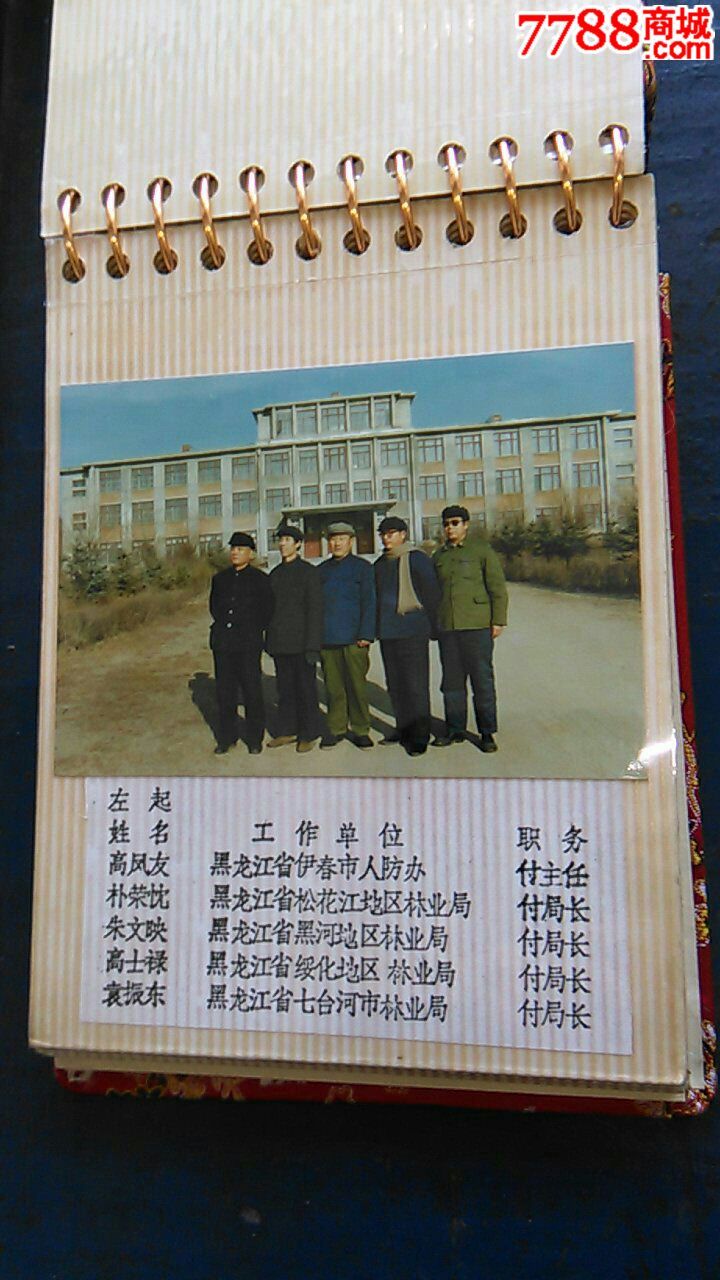 7788商城
.com
左 起
姓 名 工 作 单 位 职 务
高凤友 黑龙江省伊春市人防办 付主任
朴荣忱 黑龙江省松花江地区林业局 付局长
朱文映 黑龙江省黑河地区林业局 付局长
高士禄 黑龙江省绥化地区 林业局 付局长
袁振东 黑龙江省七台河市林业局 付局长